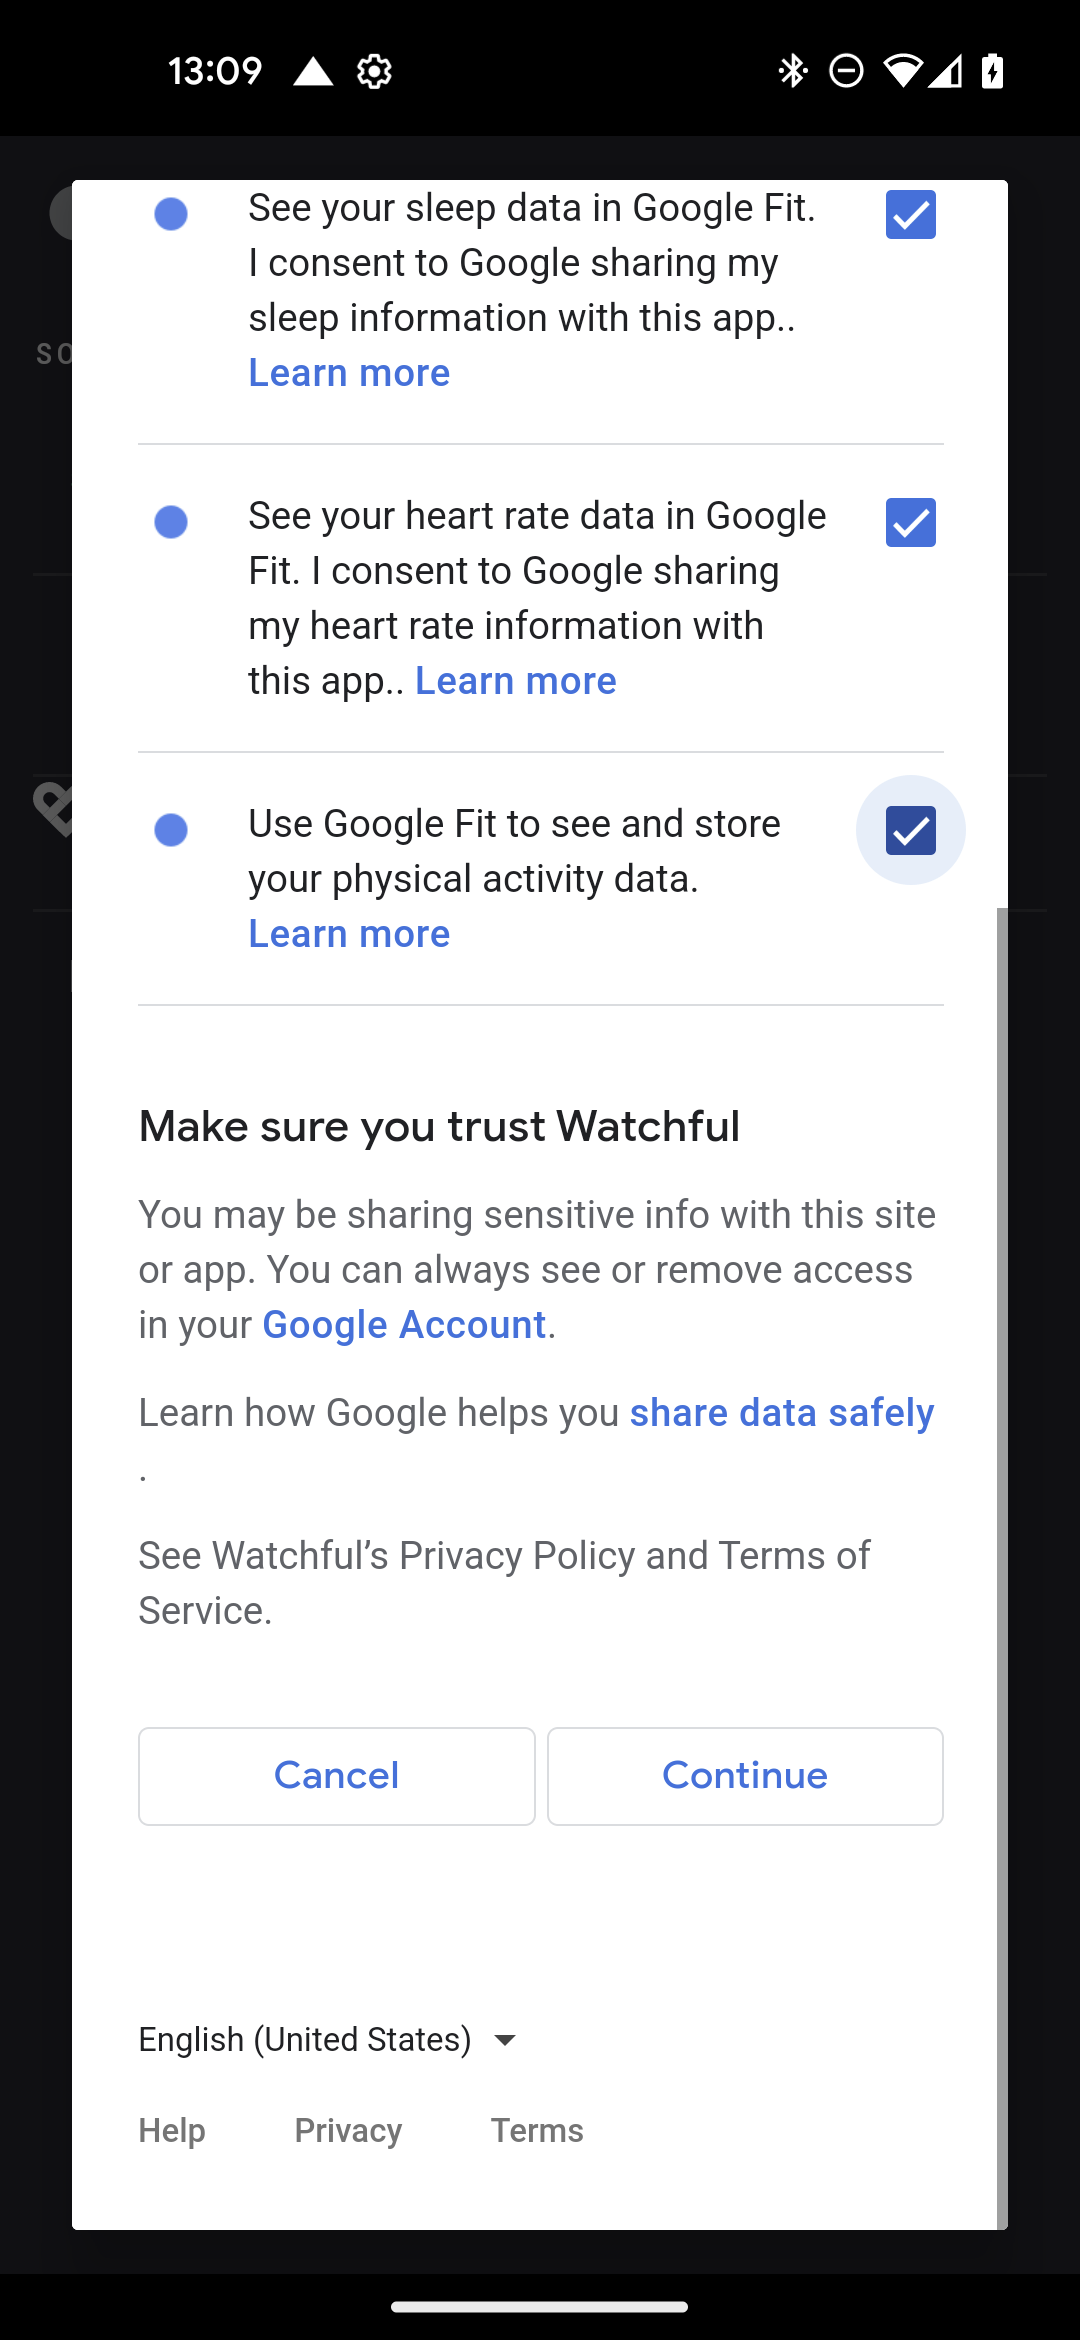 13:09
See your sleep data in Google Fit.
I consent to Google sharing my
sleep information with this app..
Learn more
SO
See your heart rate data in Google
Fit. I consent to Google sharing
my heart rate information with
this app.. Learn more
Use Google Fit to see and store
your physical activity data.
Learn more
Make sure you trust Watchful
You may be sharing sensitive info with this site
or app. You can always see or remove access
in your Google Account.
Learn how Google helps you share data safely
.
See Watchful’s Privacy Policy and Terms of
Service.
Cancel
Continue
English (United States)
Help
Privacy
Terms